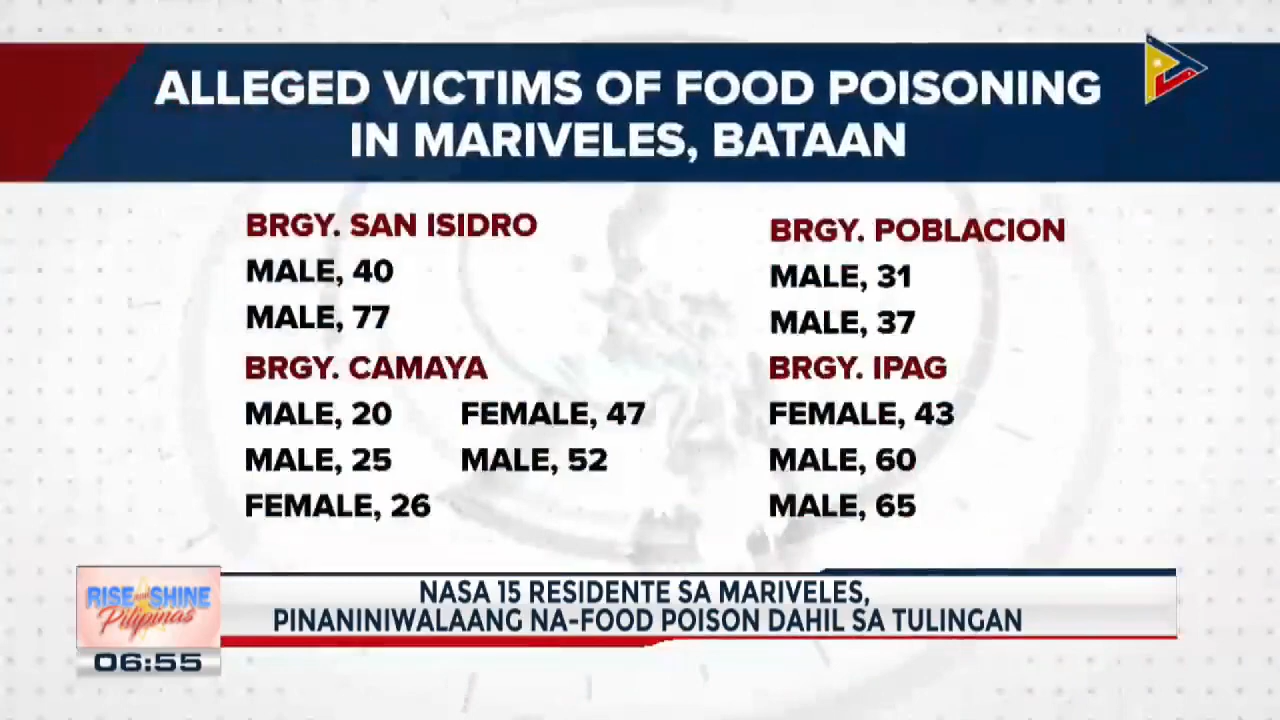 ALLEGED VICTIMS OF FOOD POISONING
IN MARIVELES, BATAAN
BRGY. SAN ISIDRO
MALE, 40
MALE, 77
BRGY. CAMAYA
MALE, 20
MALE, 25
FEMALE, 26
FEMALE, 47
MALE, 52
BRGY. POBLACION
MALE, 31
MALE, 37
BRGY. IPAG
FEMALE, 43
MALE, 60
MALE, 65
RISE AND SHINE
Pilipinas
06:55
NASA 15 RESIDENTE SA MARIVELES,
PINANINIWALAANG NA-FOOD POISON DAHIL SA TULINGAN